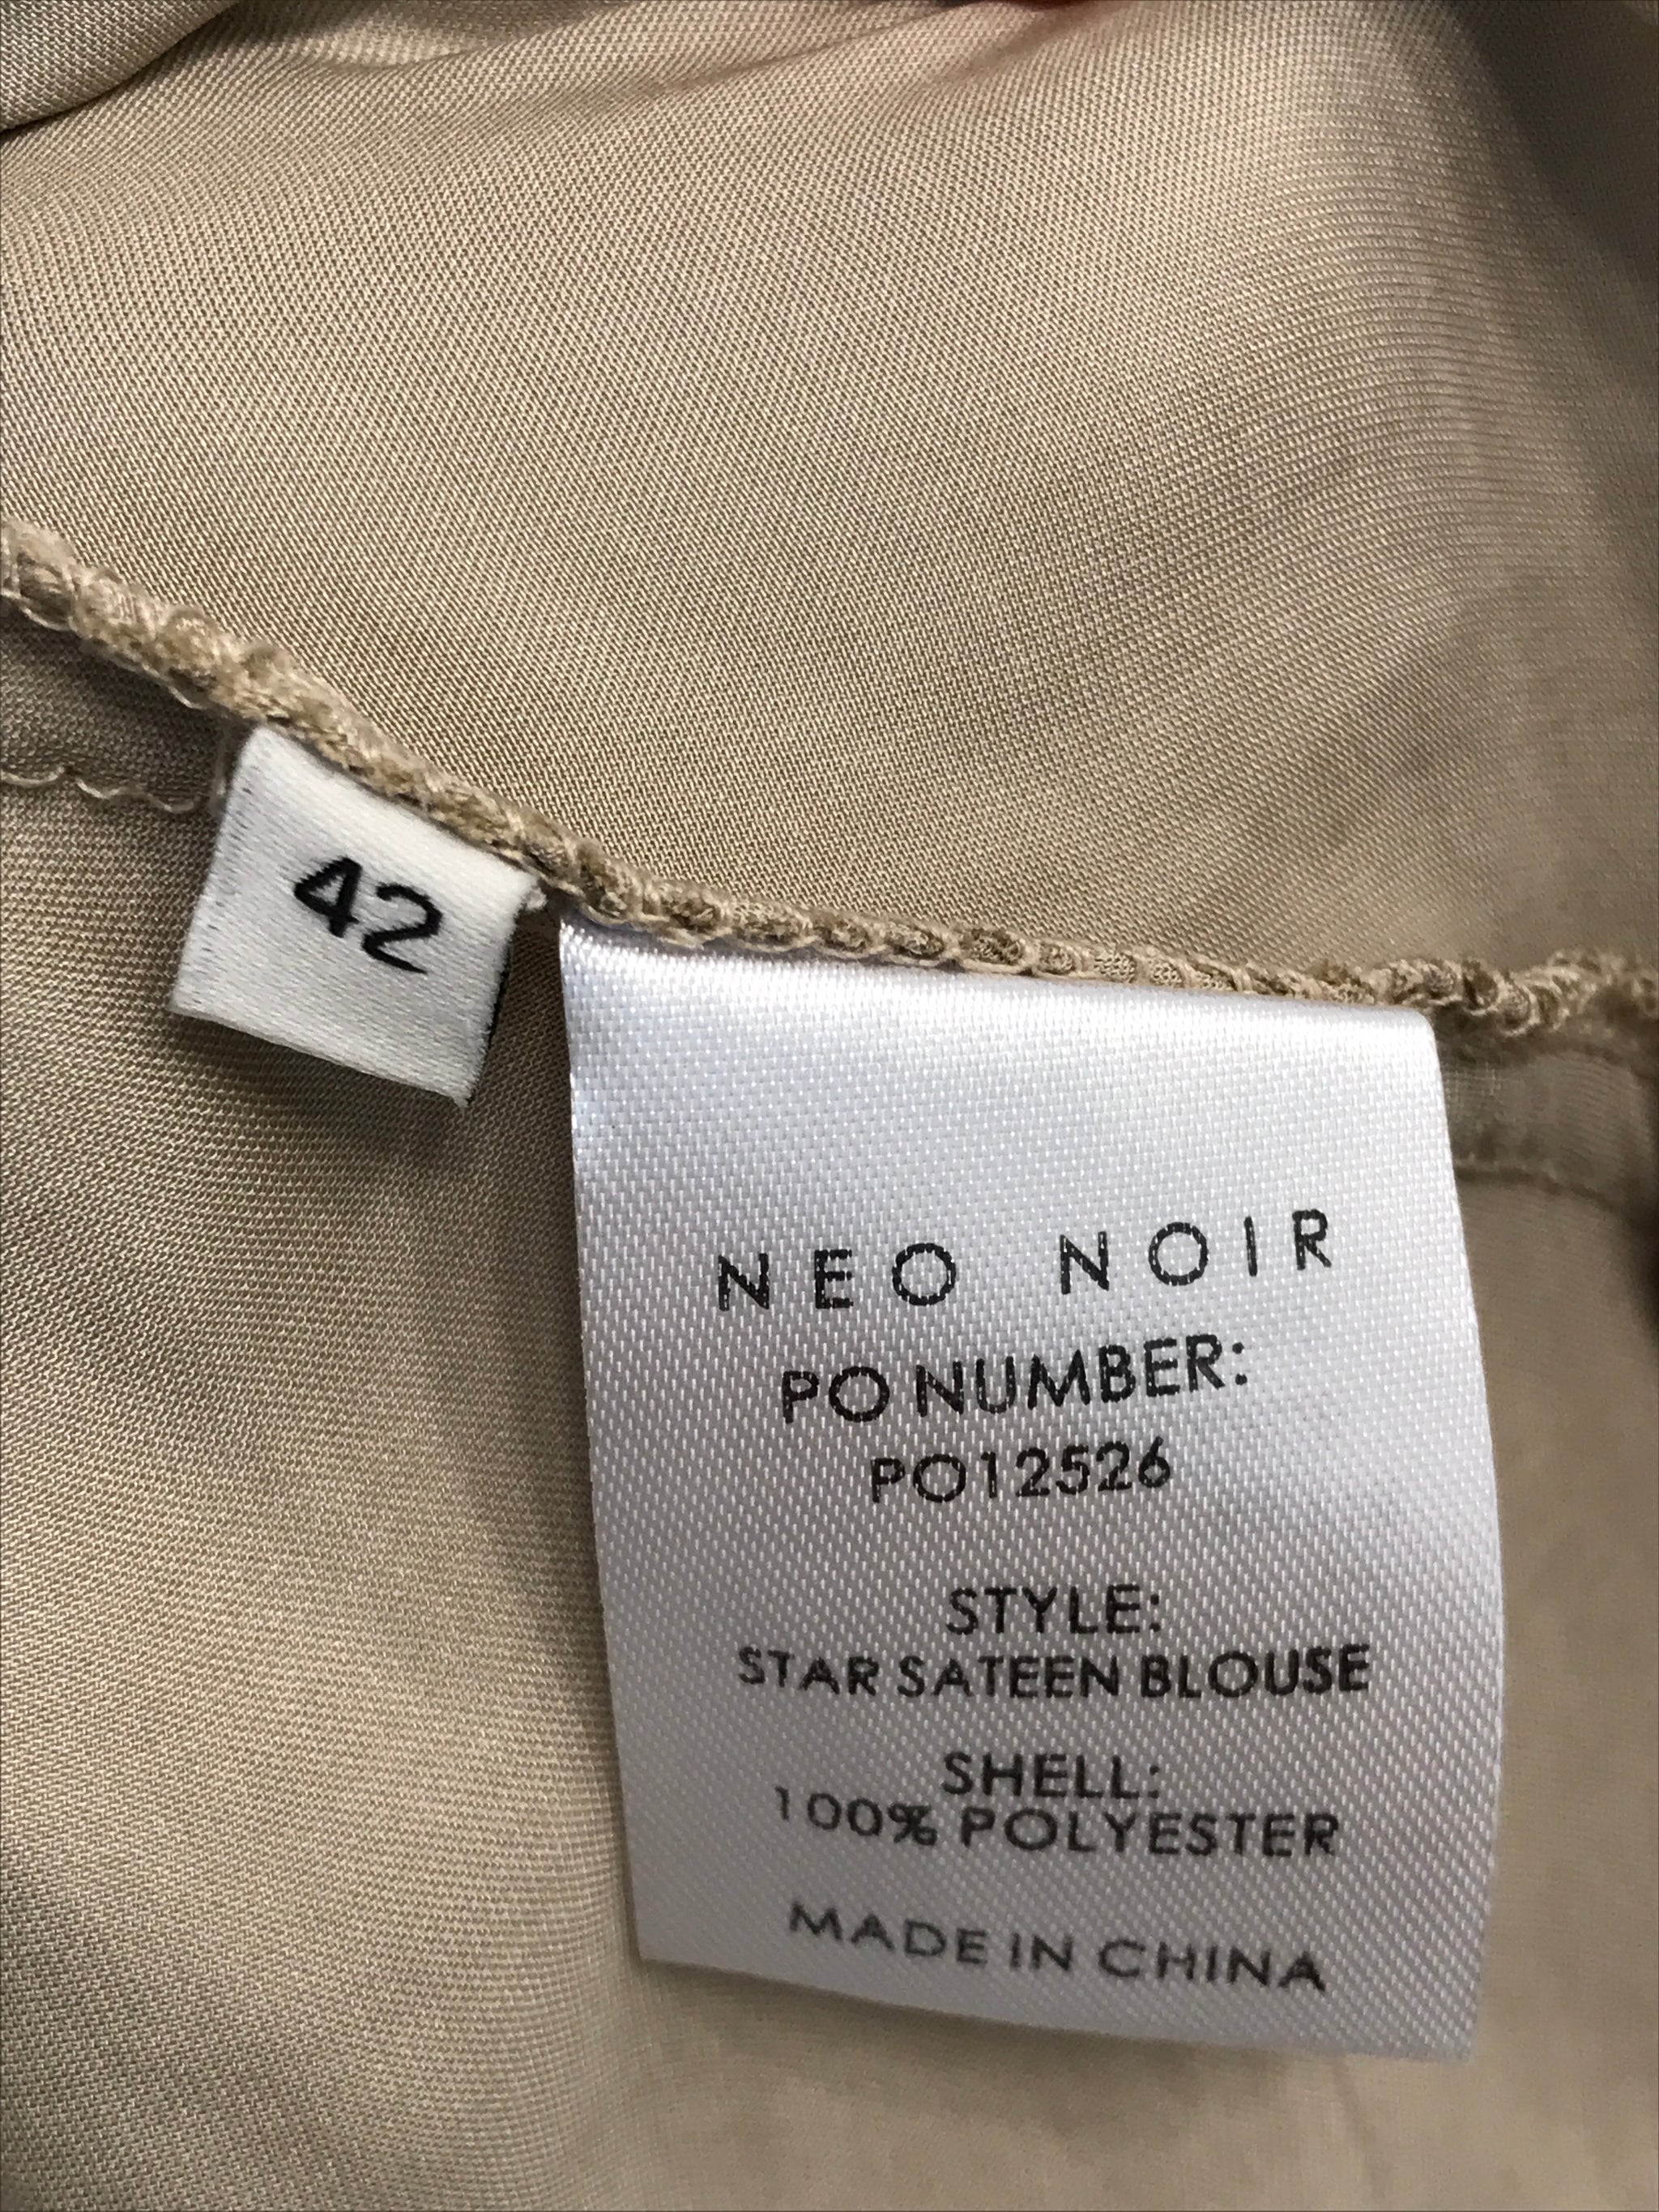 42
NEO NOIR
PO NUMBER:
PO12526
STYLE:
STAR SATEEN BLOUSE
SHELL:
100% POLYESTER
MADE IN CHINA